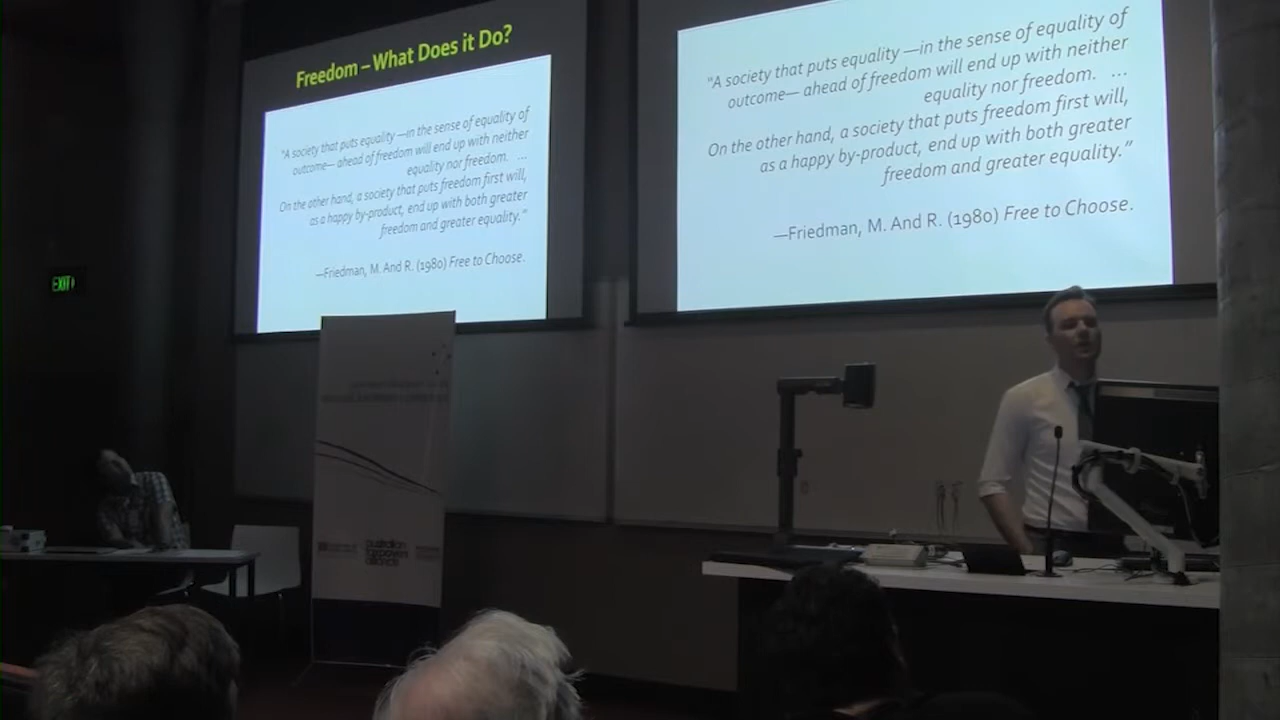 Freedom – What Does it Do?
"A society that puts equality —in the sense of equality of
outcome— ahead of freedom will end up with neither
equality nor freedom. ...
On the other hand, a society that puts freedom first will,
as a happy by-product, end up with both greater
freedom and greater equality."
—Friedman, M. And R. (1980) Free to Choose.
"A society that puts equality —in the sense of equality of
outcome— ahead of freedom will end up with neither
equality nor freedom. ...
On the other hand, a society that puts freedom first will,
as a happy by-product, end up with both greater
freedom and greater equality."
—Friedman, M. And R. (1980) Free to Choose.
EXIT
australian
taxpayers
alliance